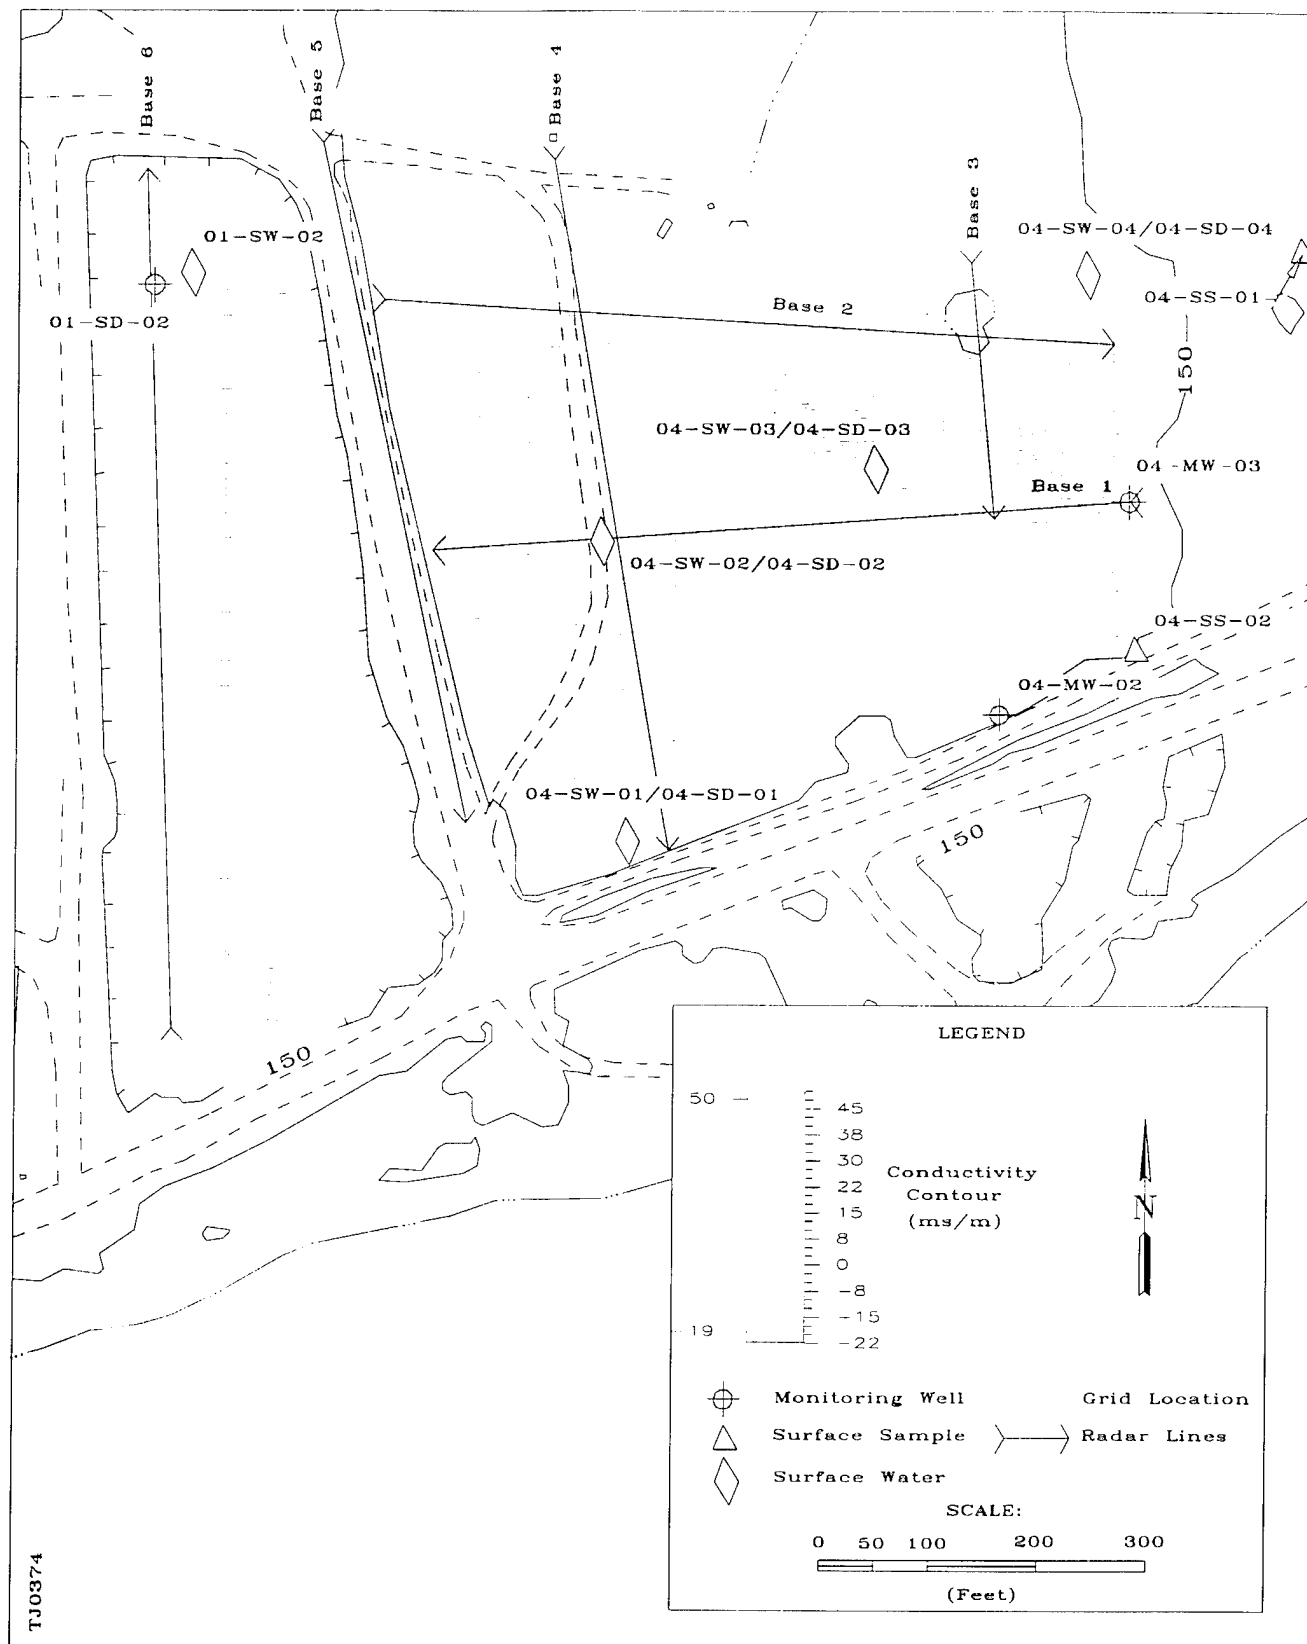 Base 6
Base 5
Base 4
Base 3
01-SW-02
04-SW-04/04-SD-04
04-SS-01
Base 2
01-SD-02
150
04-SW-03/04-SD-03
04-MW-03
Base 1
04-SW-02/04-SD-02
04-SS-02
04-MW-02
04-SW-01/04-SD-01
150
150
LEGEND
50
45
38
30
22
15
8
0
-8
-15
-22
19
Conductivity
Contour
(ms/m)
N
Monitoring Well
Grid Location
Surface Sample
Radar Lines
Surface Water
SCALE:
0 50 100 200 300
(Feet)
TJ0374